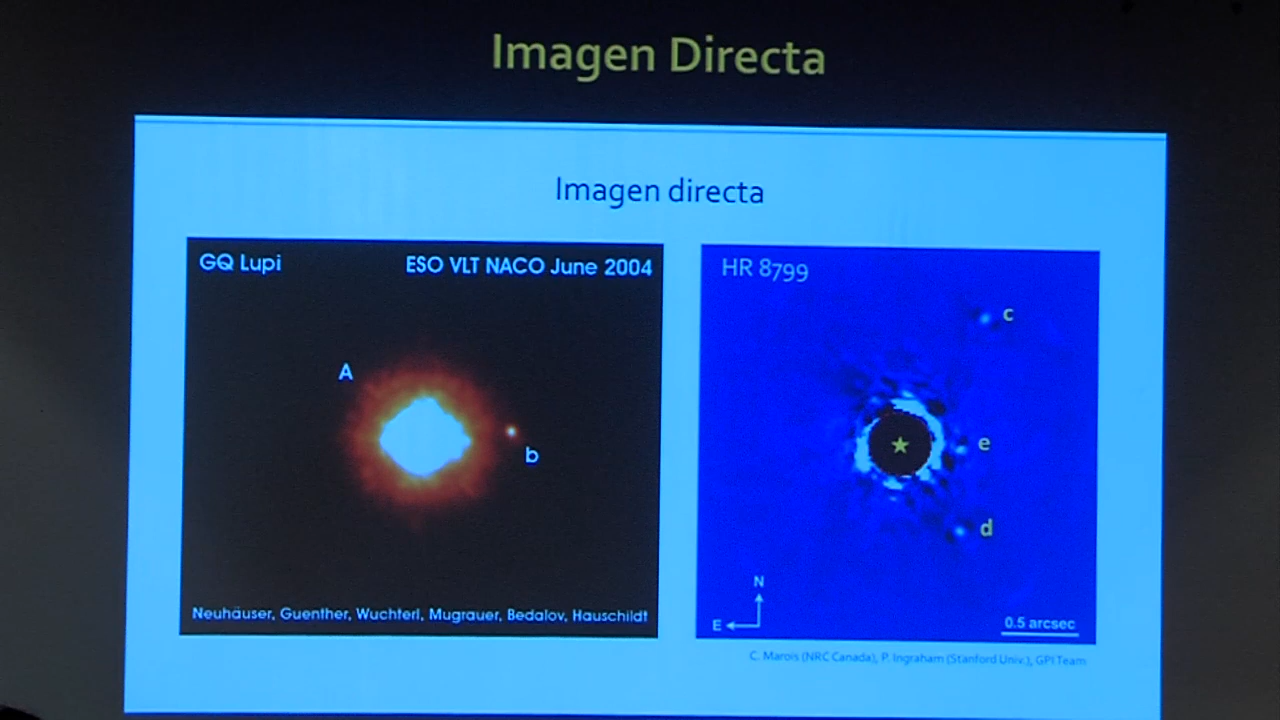 Imagen Directa
Imagen directa
GQ Lupi
ESO VLT NACO June 2004
A
b
Neuhäuser, Guenther, Wuchterl, Mugrauer, Bedalov, Hauschildt
HR 8799
c
e
d
N
E
0.5 arcsec
C. Marois (NRC Canada), P. Ingraham (Stanford Univ.), GPI Team